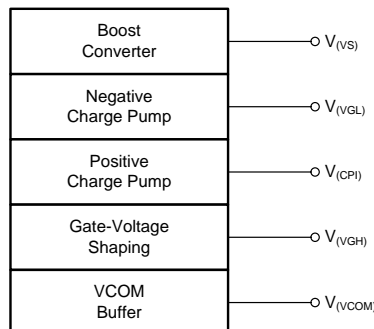 Boost
Converter
V(VS)
Negative
Charge Pump
V(VGL)
Positive
Charge Pump
V(CPI)
Gate-Voltage
Shaping
V(VGH)
VCOM
Buffer
V(VCOM)